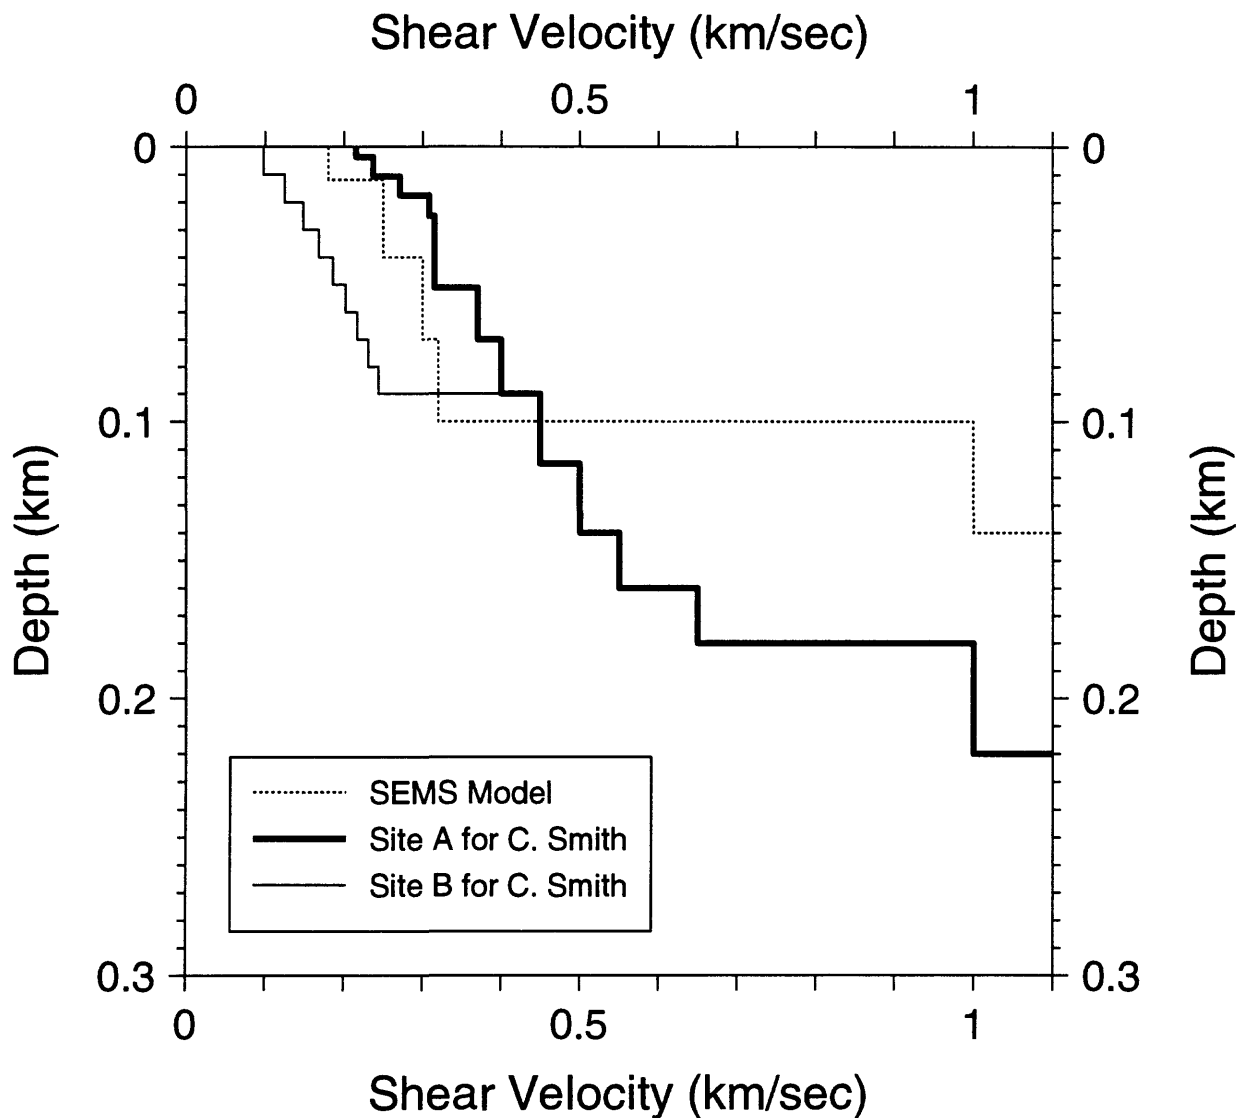 Shear Velocity (km/sec)
0 0.5 1
0 0
0.1 0.1
Depth (km) Depth (km)
0.2 0.2
SEMS Model
Site A for C. Smith
Site B for C. Smith
0.3 0.3
0 0.5 1
Shear Velocity (km/sec)